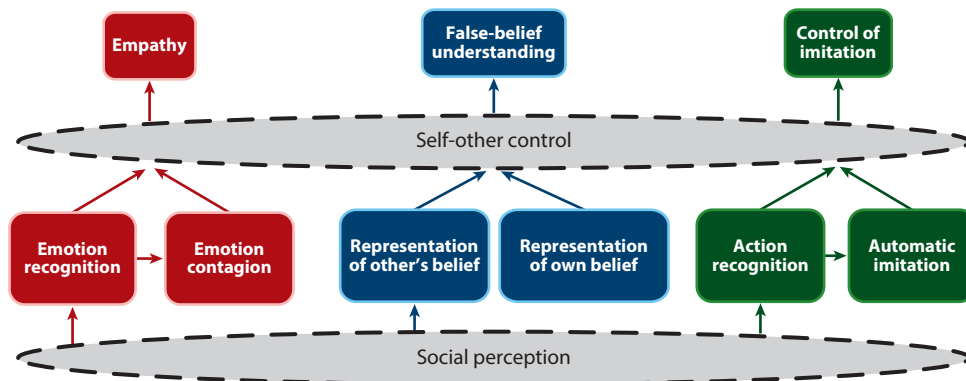 Empathy
False-belief
understanding
Control of
imitation
Self-other control
Emotion
recognition
Emotion
contagion
Representation
of other's belief
Representation
of own belief
Action
recognition
Automatic
imitation
Social perception